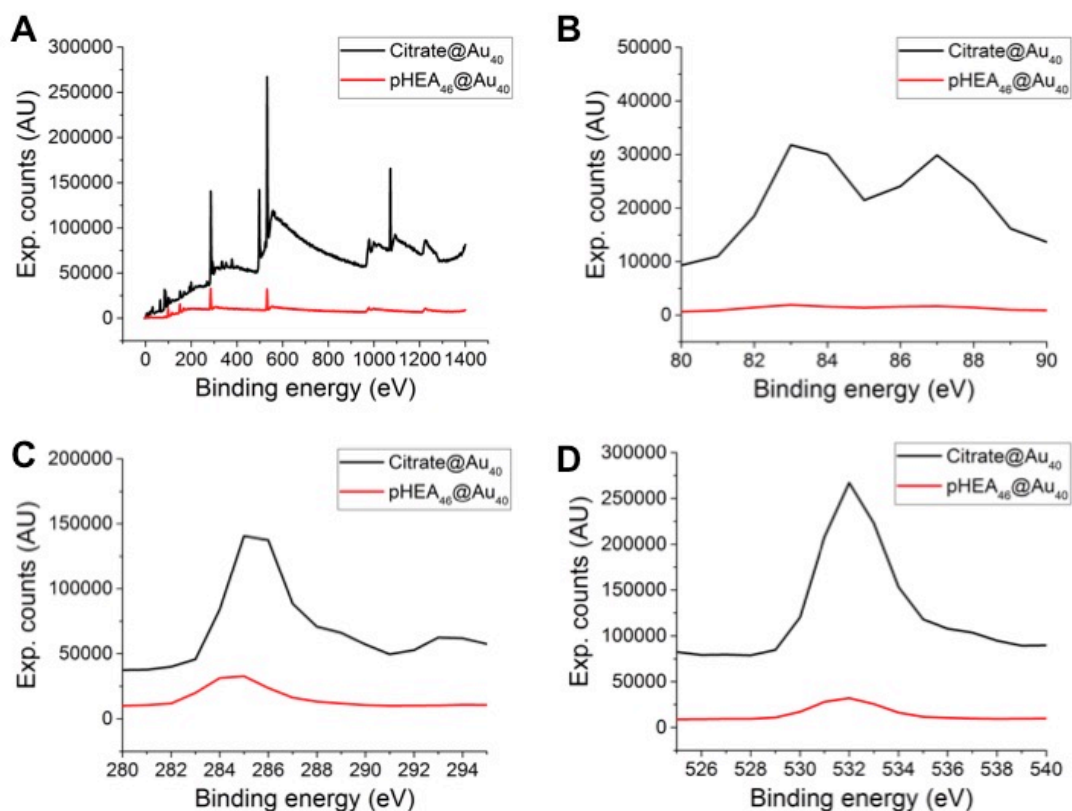 A
300000
250000
200000
150000
100000
50000
0
Exp. counts (AU)
Citrate@Au₄₀
pHEA₄₆@Au₄₀
0 200 400 600 800 1000 1200 1400
Binding energy (eV)
B
50000
40000
30000
20000
10000
0
Exp. counts (AU)
Citrate@Au₄₀
pHEA₄₆@Au₄₀
80 82 84 86 88 90
Binding energy (eV)
C
200000
150000
100000
50000
0
Exp. counts (AU)
Citrate@Au₄₀
pHEA₄₆@Au₄₀
280 282 284 286 288 290 292 294
Binding energy (eV)
D
300000
250000
200000
150000
100000
50000
0
Exp. counts (AU)
Citrate@Au₄₀
pHEA₄₆@Au₄₀
526 528 530 532 534 536 538 540
Binding energy (eV)